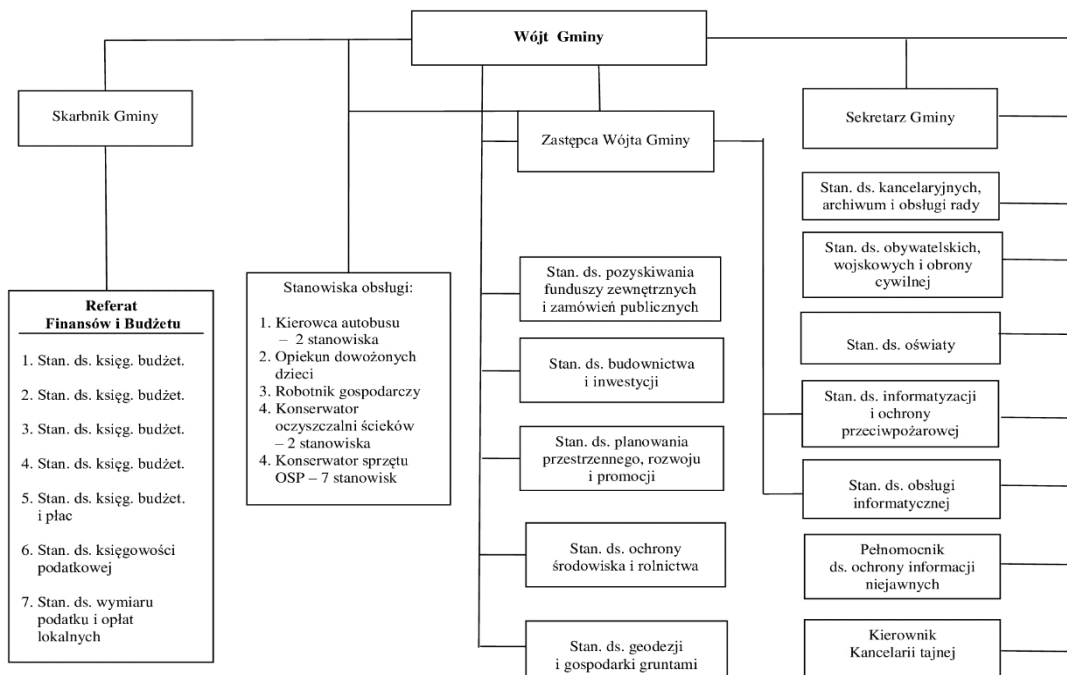 Wójt Gminy
Skarbnik Gminy
Zastępca Wójta Gminy
Sekretarz Gminy
Referat
Finansów i Budżetu
1. Stan. ds. księg. budżet.
2. Stan. ds. księg. budżet.
3. Stan. ds. księg. budżet.
4. Stan. ds. księg. budżet.
5. Stan. ds. księg. budżet.
i płac
6. Stan. ds. księgowości
podatkowej
7. Stan. ds. wymiaru
podatku i opłat
lokalnych
Stanowiska obsługi:
1. Kierowca autobusu
– 2 stanowiska
2. Opiekun dowożonych
dzieci
3. Robotnik gospodarczy
4. Konserwator
oczyszczalni ścieków
– 2 stanowiska
4. Konserwator sprzętu
OSP – 7 stanowisk
Stan. ds. pozyskiwania
funduszy zewnętrznych
i zamówień publicznych
Stan. ds. budownictwa
i inwestycji
Stan. ds. planowania
przestrzennego, rozwoju
i promocji
Stan. ds. ochrony
środowiska i rolnictwa
Stan. ds. geodezji
i gospodarki gruntami
Stan. ds. kancelaryjnych,
archiwum i obsługi rady
Stan. ds. obywatelskich,
wojskowych i obrony
cywilnej
Stan. ds. oświaty
Stan. ds. informatyzacji
i ochrony
przeciwpożarowej
Stan. ds. obsługi
informatycznej
Pełnomocnik
ds. ochrony informacji
niejawnych
Kierownik
Kancelarii tajnej